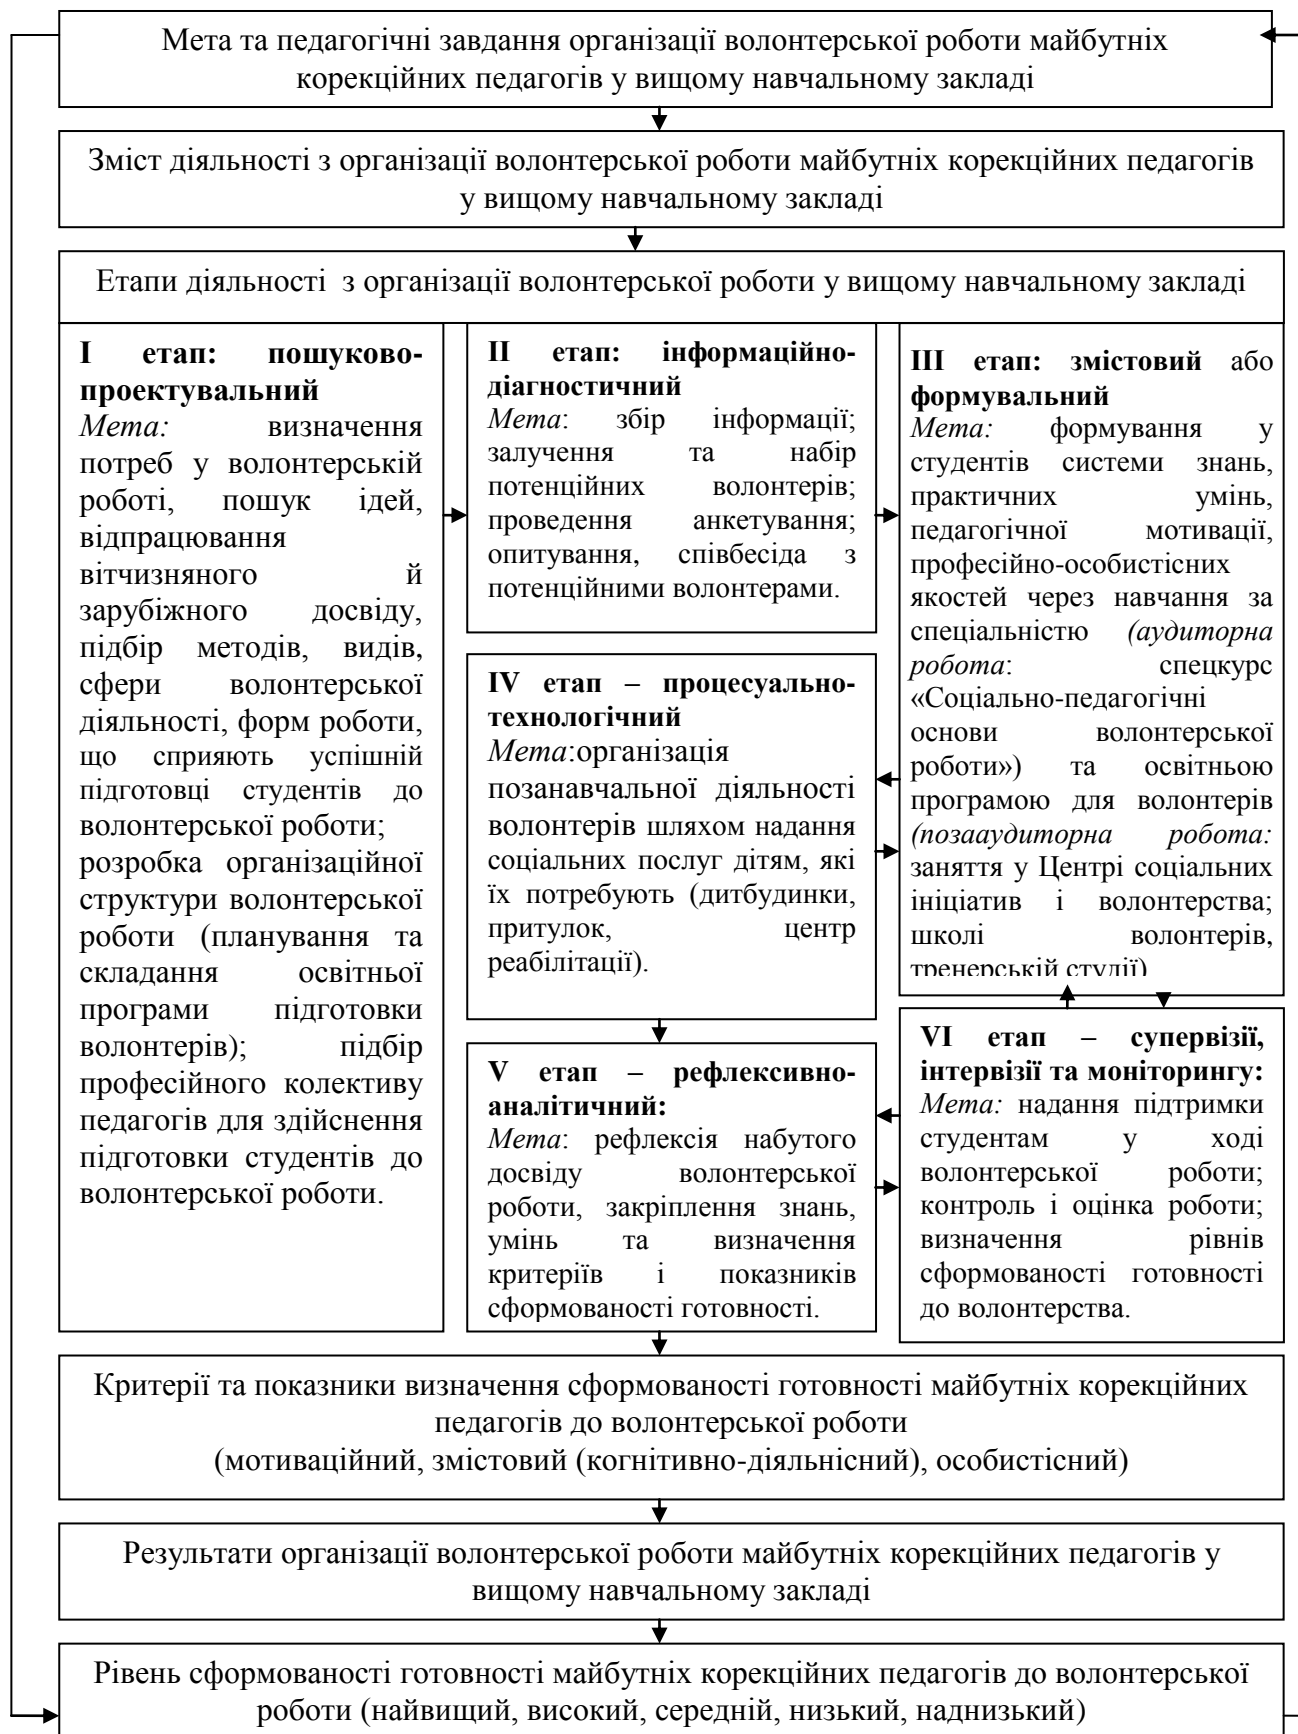 Мета та педагогічні завдання організації волонтерської роботи майбутніх
корекційних педагогів у вищому навчальному закладі
Зміст діяльності з організації волонтерської роботи майбутніх корекційних педагогів
у вищому навчальному закладі
Етапи діяльності з організації волонтерської роботи у вищому навчальному закладі
І етап: пошуково-
проектувальний
Мета: визначення
потреб у волонтерській
роботі, пошук ідей,
відпрацювання
вітчизняного й
зарубіжного досвіду,
підбір методів, видів,
сфери волонтерської
діяльності, форм роботи,
що сприяють успішній
підготовці студентів до
волонтерської роботи;
розробка організаційної
структури волонтерської
роботи (планування та
складання освітньої
програми підготовки
волонтерів); підбір
професійного колективу
педагогів для здійснення
підготовки студентів до
волонтерської роботи.
ІІ етап: інформаційно-
діагностичний
Мета: збір інформації;
залучення та набір
потенційних волонтерів;
проведення анкетування;
опитування, співбесіда з
потенційними волонтерами.
ІІІ етап: змістовий або
формувальний
Мета: формування у
студентів системи знань,
практичних умінь,
педагогічної мотивації,
професійно-особистісних
якостей через навчання за
спеціальністю (аудиторна
робота: спецкурс
«Соціально-педагогічні
основи волонтерської
роботи») та освітньою
програмою для волонтерів
(позааудиторна робота:
заняття у Центрі соціальних
ініціатив і волонтерства;
школі волонтерів,
тренерській студії)
IV етап – процесуально-
технологічний
Мета:організація
позанавчальної діяльності
волонтерів шляхом надання
соціальних послуг дітям, які
їх потребують (дитбудинки,
притулок, центр
реабілітації).
V етап – рефлексивно-
аналітичний:
Мета: рефлексія набутого
досвіду волонтерської
роботи, закріплення знань,
умінь та визначення
критеріїв і показників
сформованості готовності.
VI етап – супервізії,
інтервізії та моніторингу:
Мета: надання підтримки
студентам у ході
волонтерської роботи;
контроль і оцінка роботи;
визначення рівнів
сформованості готовності
до волонтерства.
Критерії та показники визначення сформованості готовності майбутніх корекційних
педагогів до волонтерської роботи
(мотиваційний, змістовий (когнітивно-діяльнісний), особистісний)
Результати організації волонтерської роботи майбутніх корекційних педагогів у
вищому навчальному закладі
Рівень сформованості готовності майбутніх корекційних педагогів до волонтерської
роботи (найвищий, високий, середній, низький, наднизький)